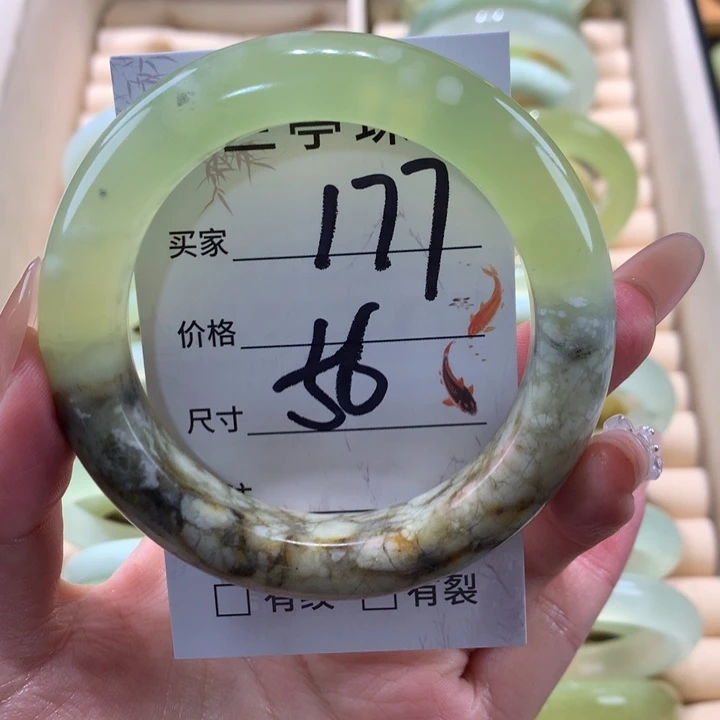 买家 177
价格
尺寸 56
□ 有纹 □ 有裂